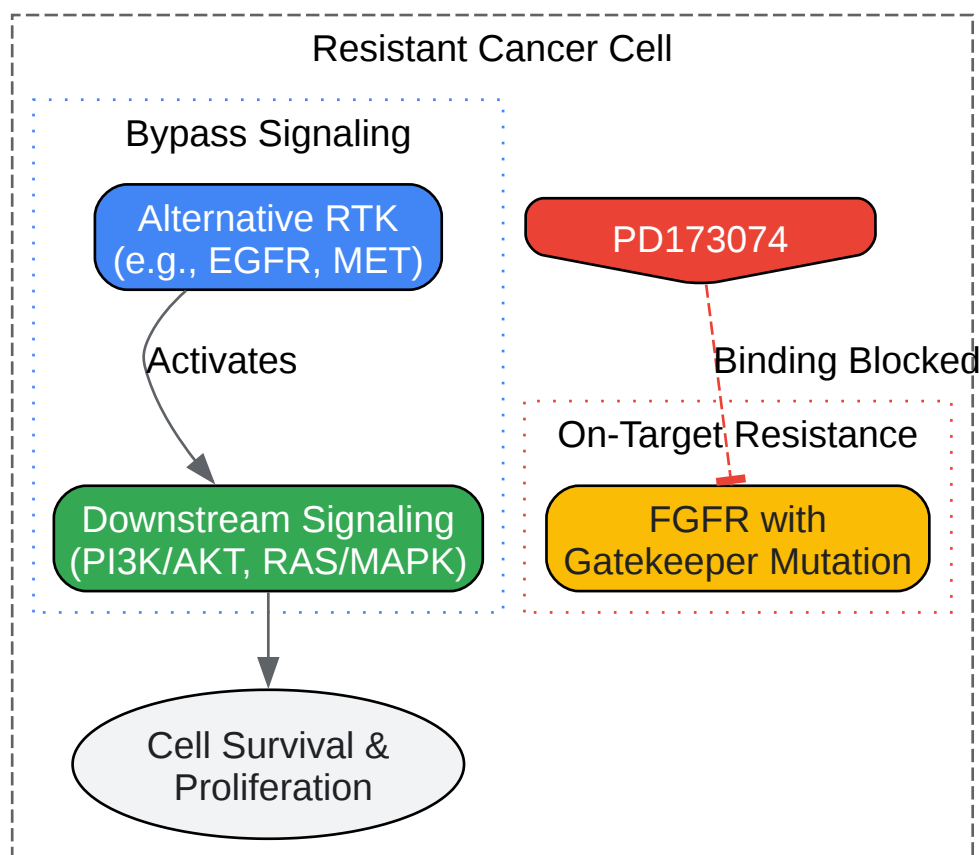 Resistant Cancer Cell
Bypass Signaling
Alternative RTK
(e.g., EGFR, MET)
PD173074
Activates
Binding Blocked
On-Target Resistance
Downstream Signaling
(PI3K/AKT, RAS/MAPK)
FGFR with
Gatekeeper Mutation
Cell Survival &
Proliferation